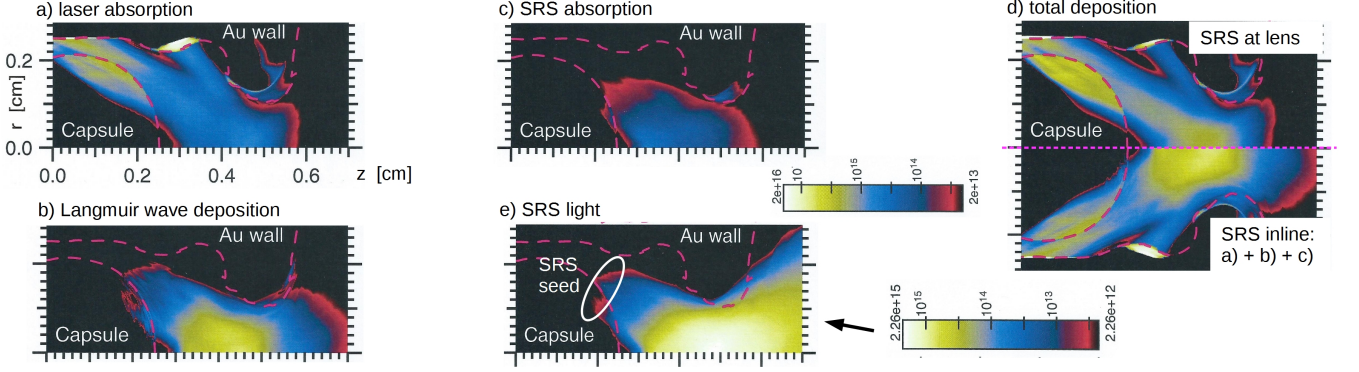 a) laser absorption
Au wall
0.2
r [cm]
Capsule
0.0
0.0
0.2
0.4
0.6
z [cm]
b) Langmuir wave deposition
Au wall
Capsule
c) SRS absorption
Au wall
Capsule
2e+16
10
10^15
10^14
2e+13
e) SRS light
Au wall
SRS
seed
Capsule
2.26e+15
10^15
10^14
10^13
2.26e+12
d) total deposition
SRS at lens
Capsule
SRS inline:
a) + b) + c)